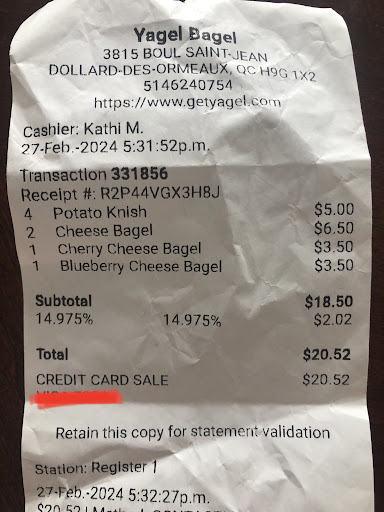 Yagel Bagel
3815 BOUL SAINT-JEAN
DOLLARD-DES-ORMEAUX, QC H9G 1X2
5146240754
https://www.getyagel.com
Cashier: Kathi M.
27-Feb.-2024 5:31:52p.m.
Transaction 331856
Receipt #: R2P44VGX3H8J
4 Potato Knish $5.00
2 Cheese Bagel $6.50
1 Cherry Cheese Bagel $3.50
1 Blueberry Cheese Bagel $3.50
Subtotal $18.50
14.975% 14.975% $2.02
Total $20.52
CREDIT CARD SALE $20.52
Retain this copy for statement validation
Station: Register 1
27-Feb.-2024 5:32:27p.m.
$20.52 |